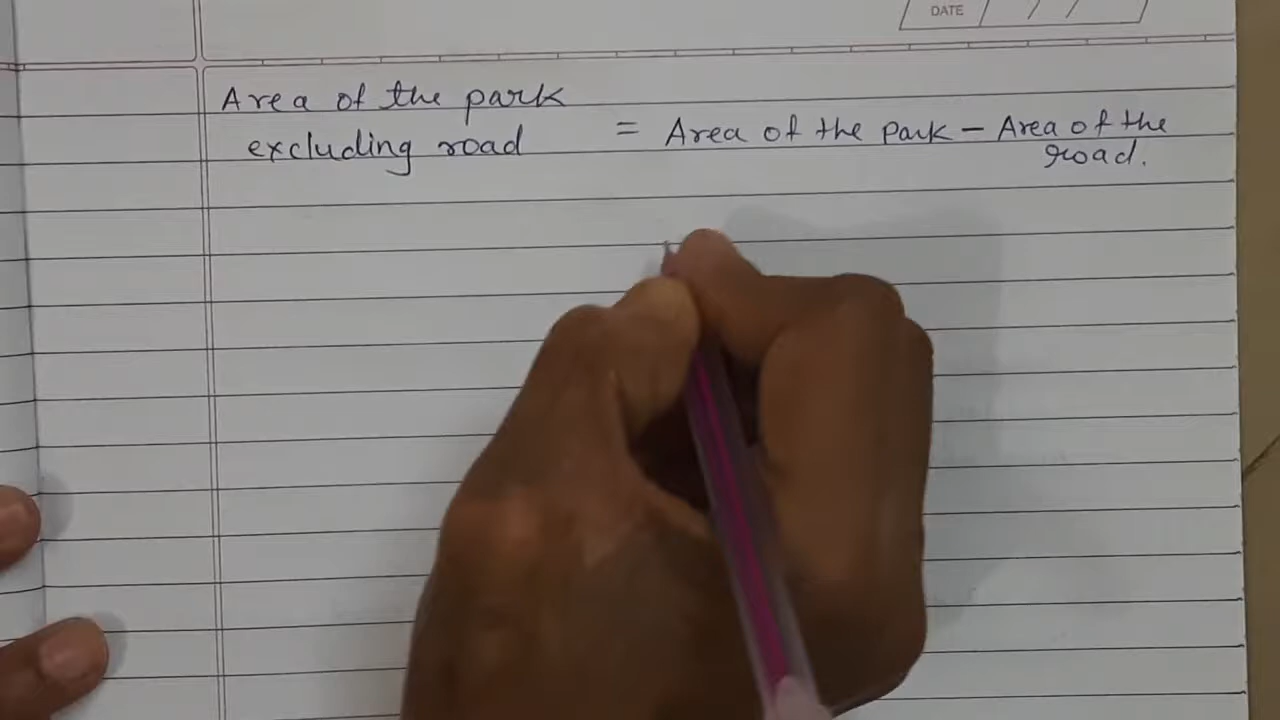 DATE / /
Area of the park
excluding road = Area of the park - Area of the
road.